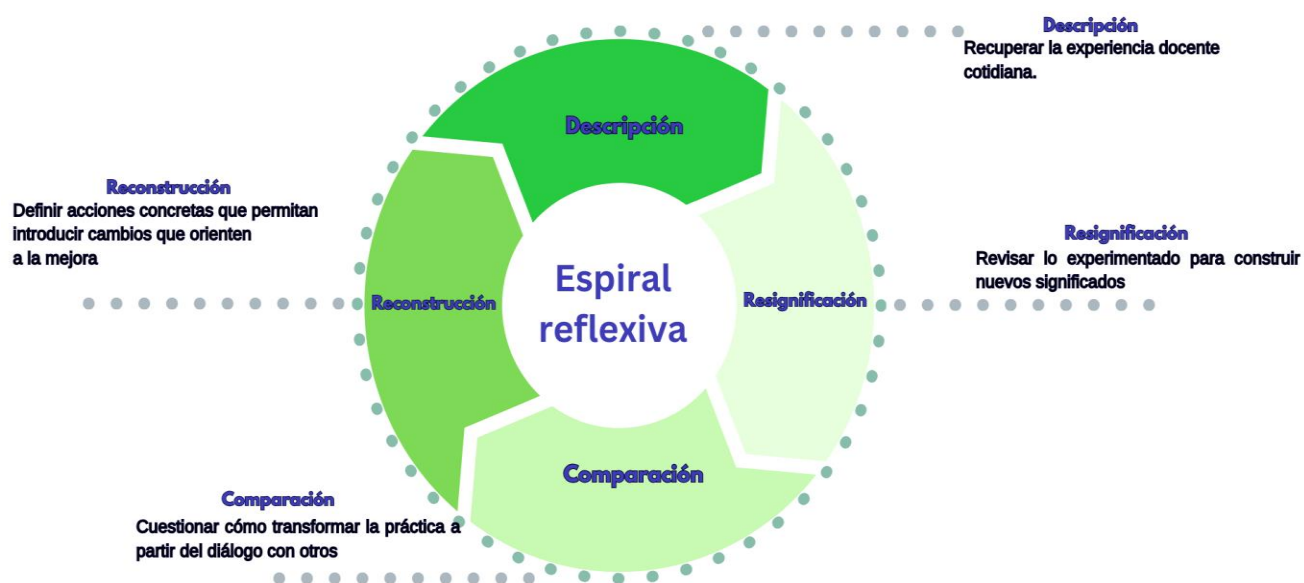 Descripción
Recuperar la experiencia docente
cotidiana.
Descripción
Reconstrucción
Definir acciones concretas que permitan
introducir cambios que orienten
a la mejora
Resignificación
Revisar lo experimentado para construir
nuevos significados
Espiral
reflexiva
Reconstrucción
Resignificación
Comparación
Comparación
Cuestionar cómo transformar la práctica a
partir del diálogo con otros